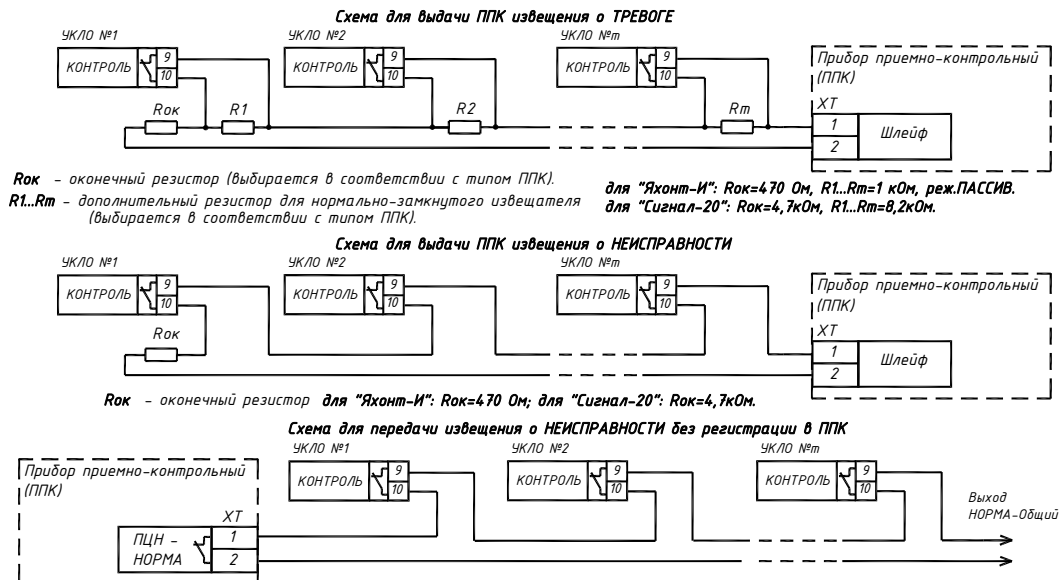 Схема для выдачи ППК извещения о ТРЕВОГЕ
УКЛО №1
УКЛО №2
УКЛО №m
КОНТРОЛЬ 9 10
КОНТРОЛЬ 9 10
КОНТРОЛЬ 9 10
Прибор приемно-контрольный
(ППК)
Rок
R1
R2
Rm
XT
1
2
Шлейф
Rок - оконечный резистор (выбирается в соответствии с типом ППК).
R1...Rm - дополнительный резистор для нормально-замкнутого извещателя
(выбирается в соответствии с типом ППК).
для "Яхонт-И": Rок=470 Ом, R1...Rm=1 кОм, реж.ПАССИВ.
для "Сигнал-20": Rок=4,7кОм, R1...Rm=8,2кОм.
Схема для выдачи ППК извещения о НЕИСПРАВНОСТИ
УКЛО №1
УКЛО №2
УКЛО №m
КОНТРОЛЬ 9 10
КОНТРОЛЬ 9 10
КОНТРОЛЬ 9 10
Прибор приемно-контрольный
(ППК)
Rок
XT
1
2
Шлейф
Rок - оконечный резистор для "Яхонт-И": Rок=470 Ом; для "Сигнал-20": Rок=4,7кОм.
Схема для передачи извещения о НЕИСПРАВНОСТИ без регистрации в ППК
УКЛО №1
УКЛО №2
УКЛО №m
Прибор приемно-контрольный
(ППК)
КОНТРОЛЬ 9 10
КОНТРОЛЬ 9 10
КОНТРОЛЬ 9 10
Выход
НОРМА-Общий
XT
ПЦН -
НОРМА
1
2